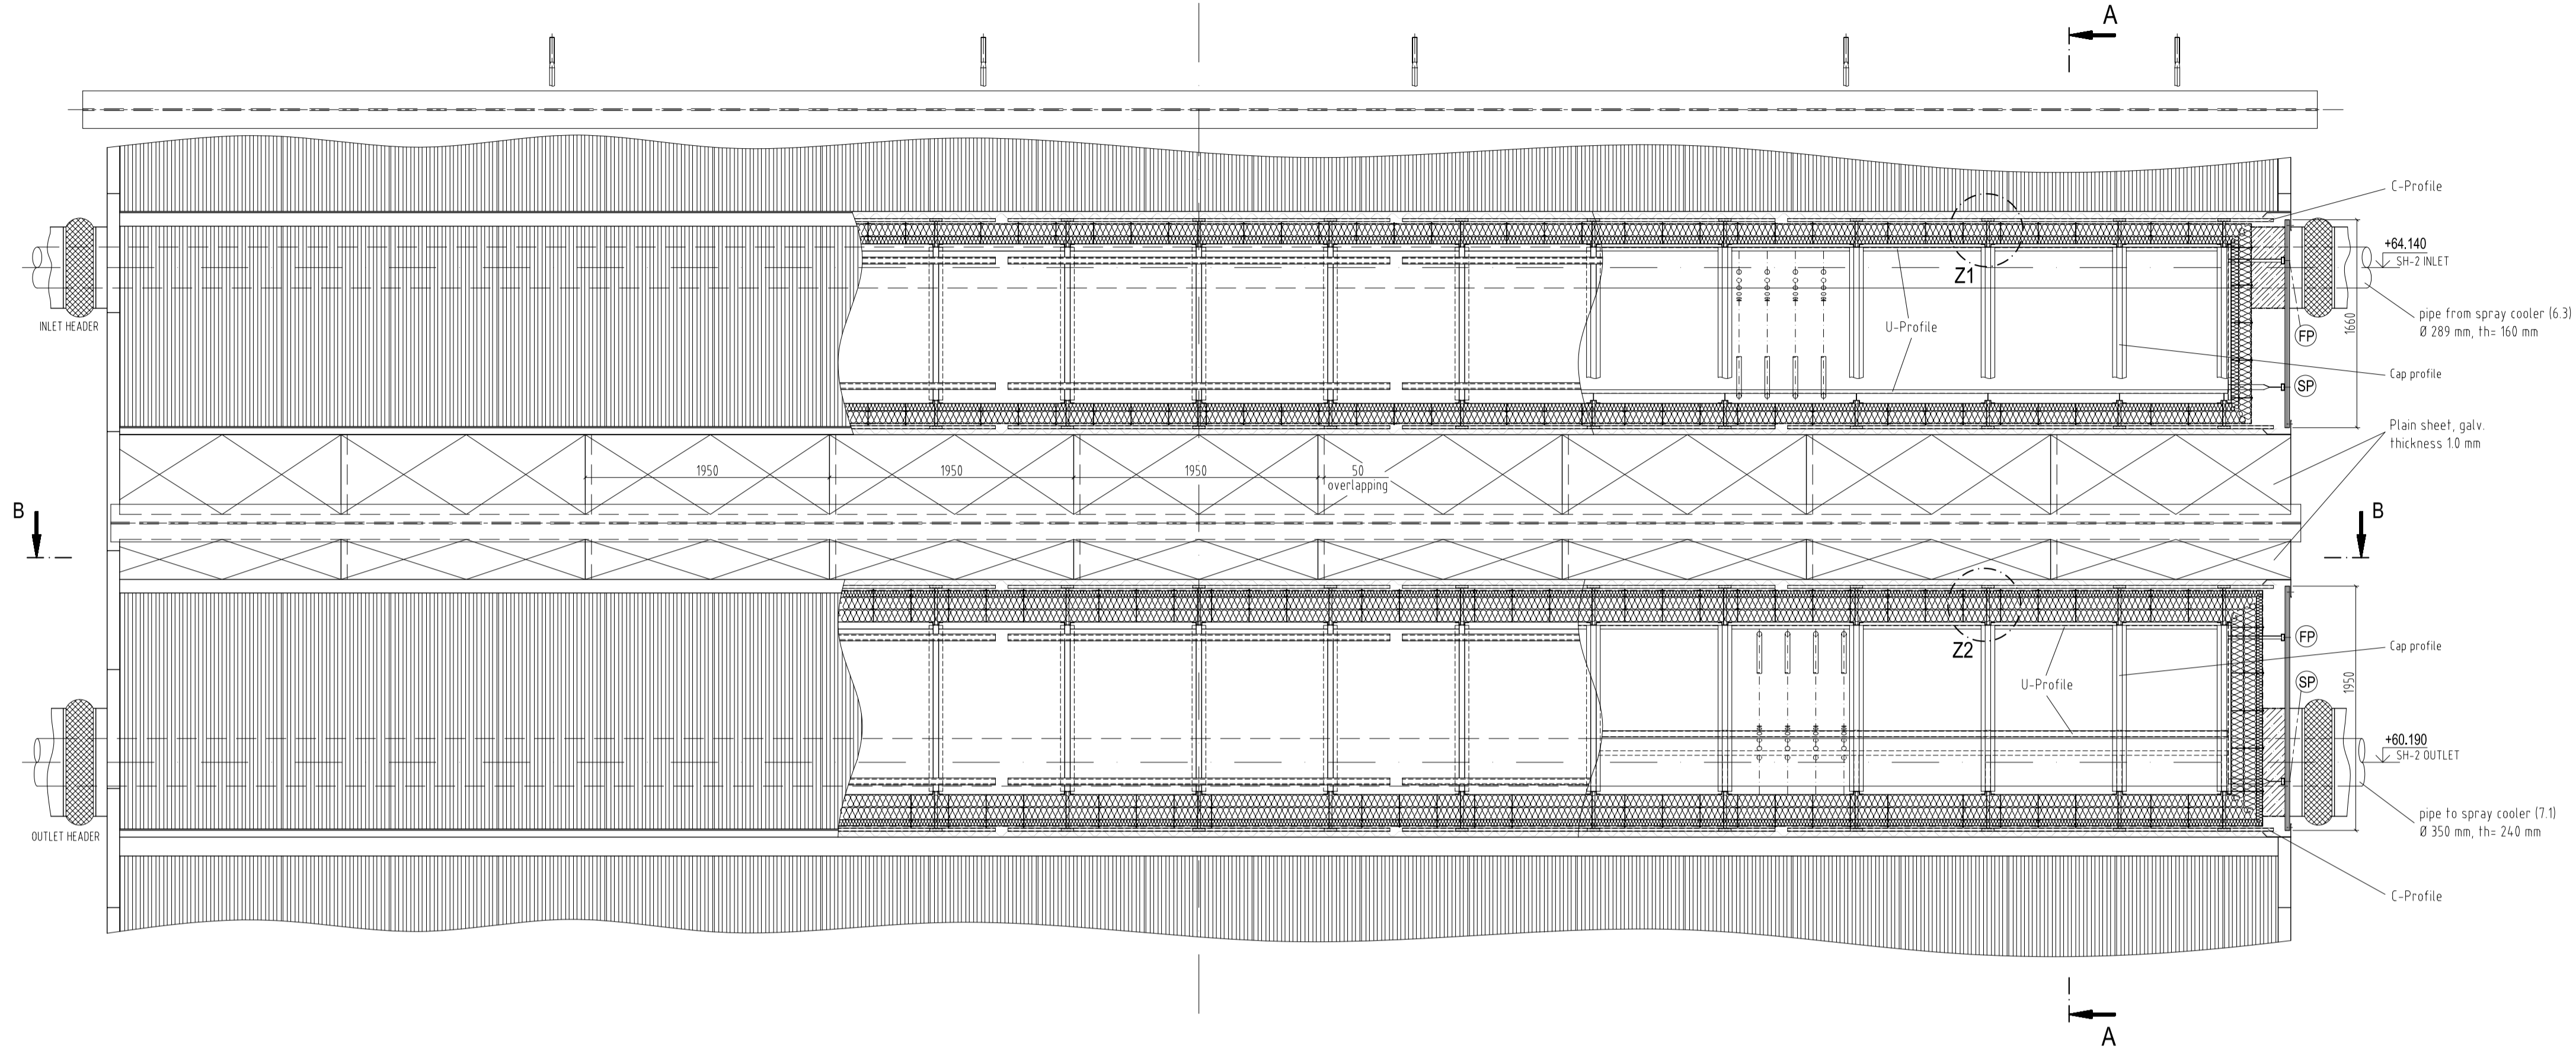 A
C-Profile
+64.140
SH-2 INLET
Z1
INLET HEADER
pipe from spray cooler (6.3)
Ø 289 mm, th= 160 mm
1660
U-Profile
FP
Cap profile
SP
Plain sheet, galv.
thickness 1.0 mm
1950
1950
1950
50
overlapping
B
B
Z2
FP
Cap profile
SP
1950
U-Profile
+60.190
SH-2 OUTLET
OUTLET HEADER
pipe to spray cooler (7.1)
Ø 350 mm, th= 240 mm
C-Profile
A